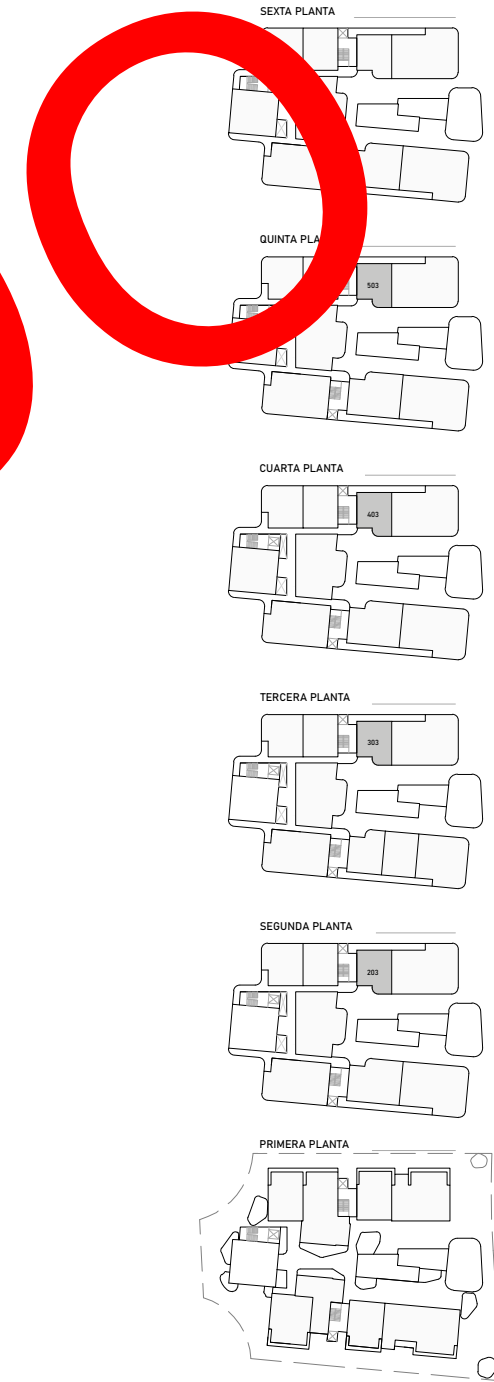 SEXTA PLANTA
QUINTA PLA
503
CUARTA PLANTA
403
TERCERA PLANTA
303
SEGUNDA PLANTA
203
PRIMERA PLANTA